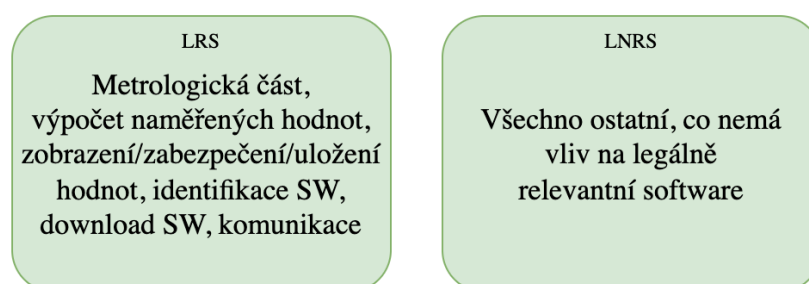 LRS
Metrologická část,
výpočet naměřených hodnot,
zobrazení/zabezpečení/uložení
hodnot, identifikace SW,
download SW, komunikace
LNRS
Všechno ostatní, co nemá
vliv na legálně
relevantní software